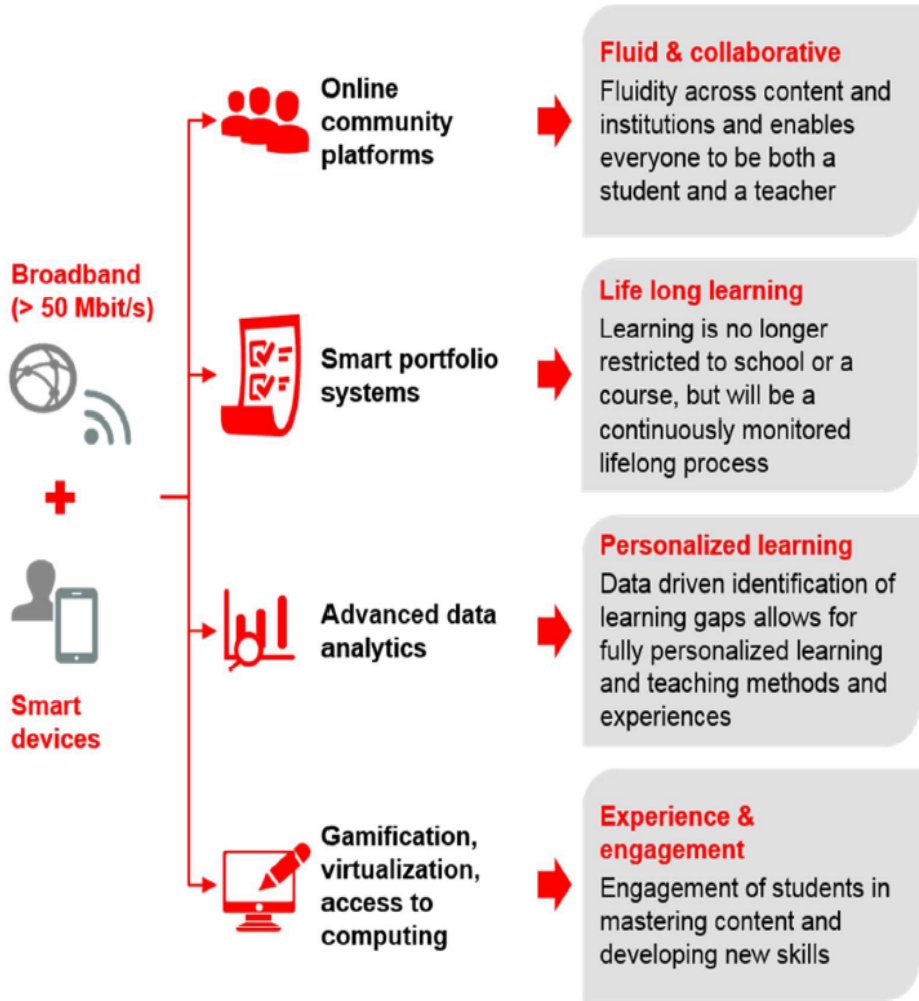 Broadband
(> 50 Mbit/s)
Smart
devices
Online
community
platforms
Fluid & collaborative
Fluidity across content and
institutions and enables
everyone to be both a
student and a teacher
Smart portfolio
systems
Life long learning
Learning is no longer
restricted to school or a
course, but will be a
continuously monitored
lifelong process
Advanced data
analytics
Personalized learning
Data driven identification of
learning gaps allows for
fully personalized learning
and teaching methods and
experiences
Gamification,
virtualization,
access to
computing
Experience &
engagement
Engagement of students in
mastering content and
developing new skills